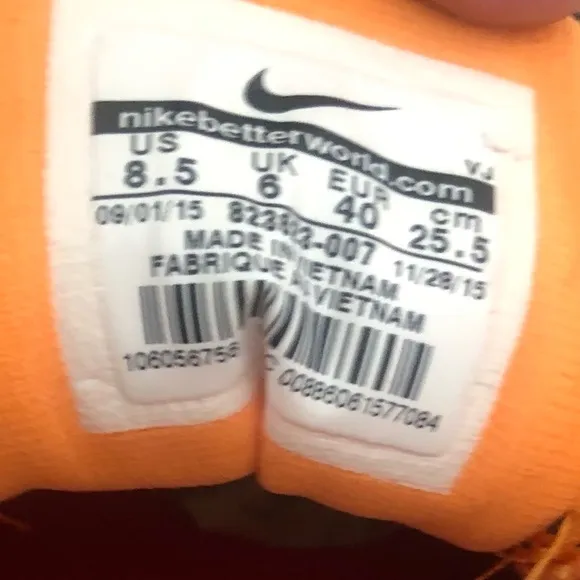 nikebetterworld.com
VJ
US UK EUR cm
8.5 6 40 25.5
09/01/15 11/28/15
MADE IN VIETNAM
FABRIQUE VIETNAM
00886061577084